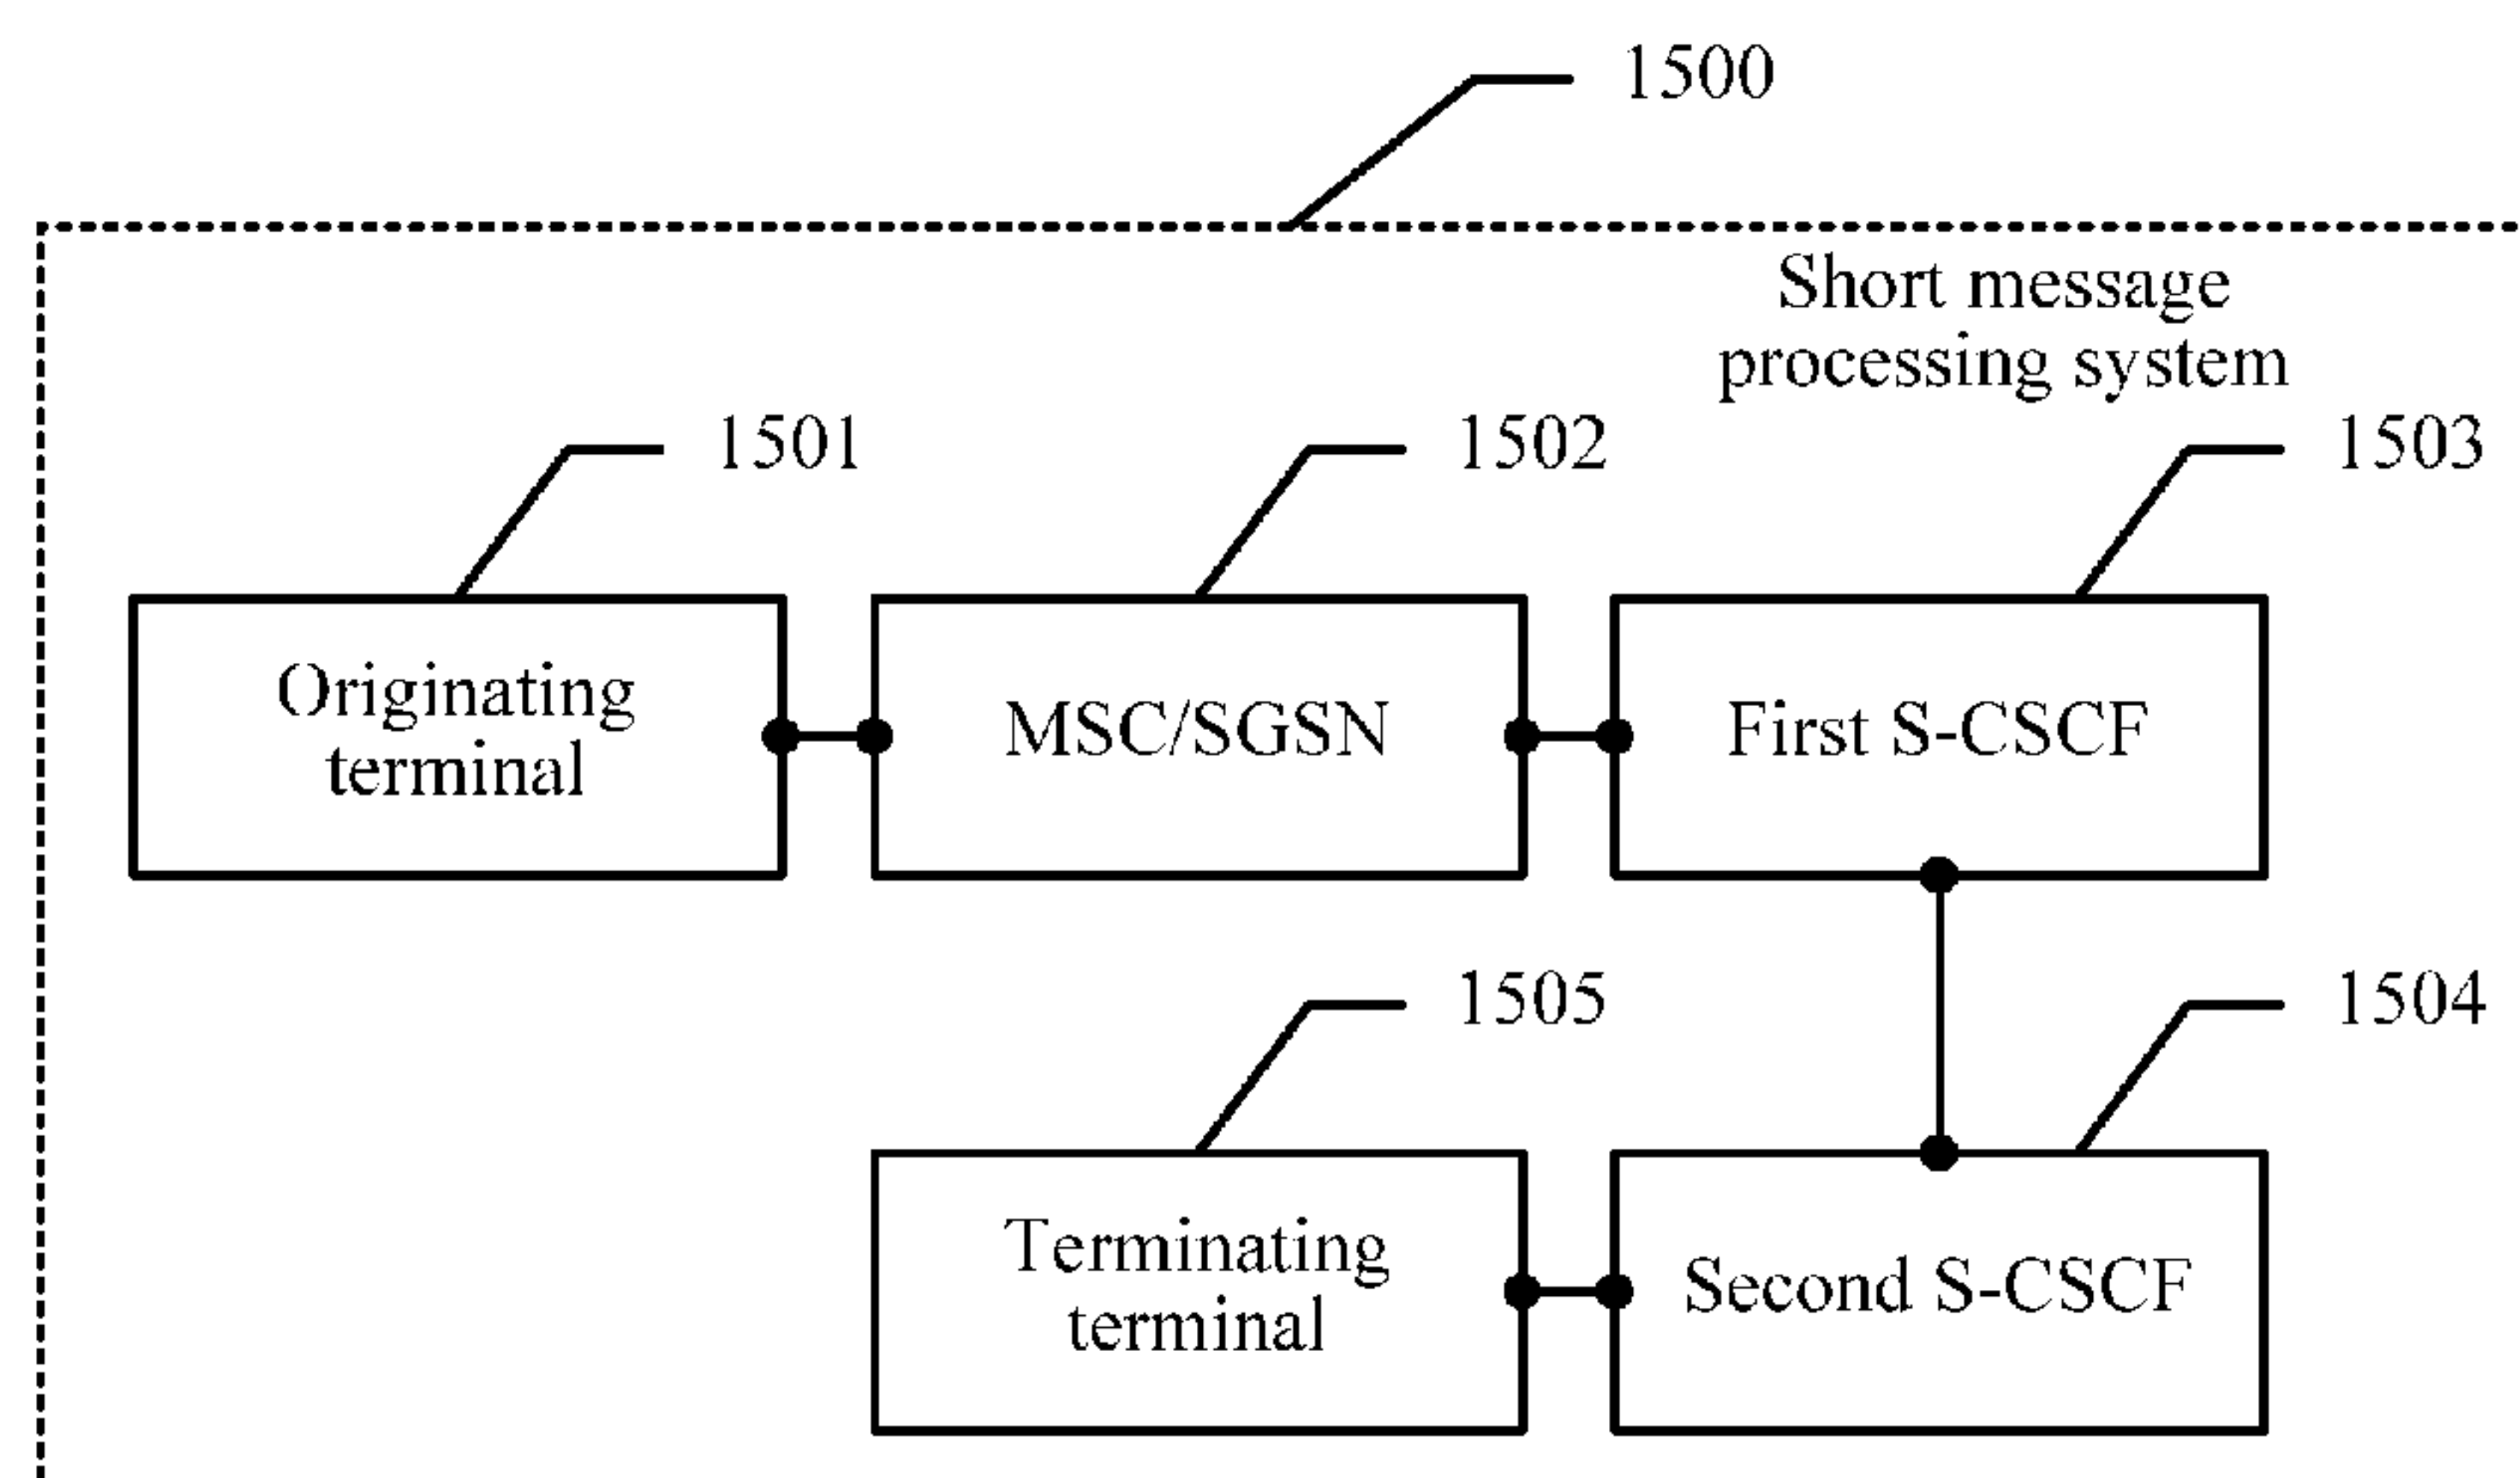 1500
Short message
processing system
1501
1502
1503
Originating
terminal
MSC/SGSN
First S-CSCF
1505
1504
Terminating
terminal
Second S-CSCF